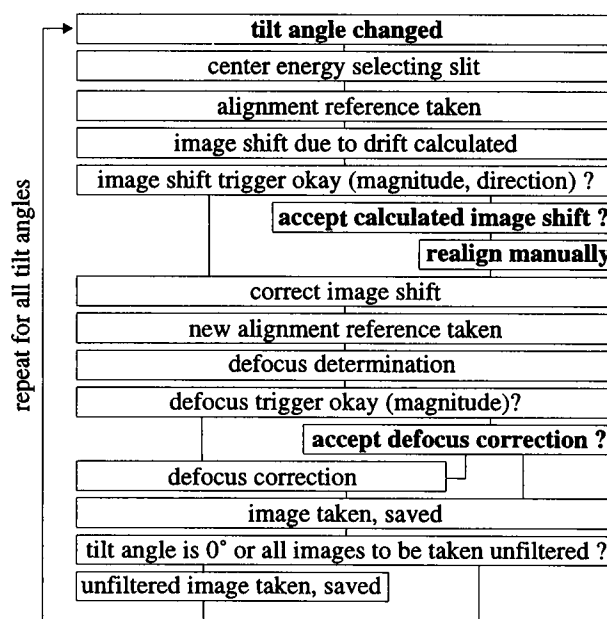 tilt angle changed
center energy selecting slit
alignment reference taken
image shift due to drift calculated
image shift trigger okay (magnitude, direction) ?
accept calculated image shift ?
realign manually
correct image shift
new alignment reference taken
defocus determination
defocus trigger okay (magnitude)?
accept defocus correction ?
defocus correction
image taken, saved
tilt angle is 0° or all images to be taken unfiltered ?
unfiltered image taken, saved
repeat for all tilt angles